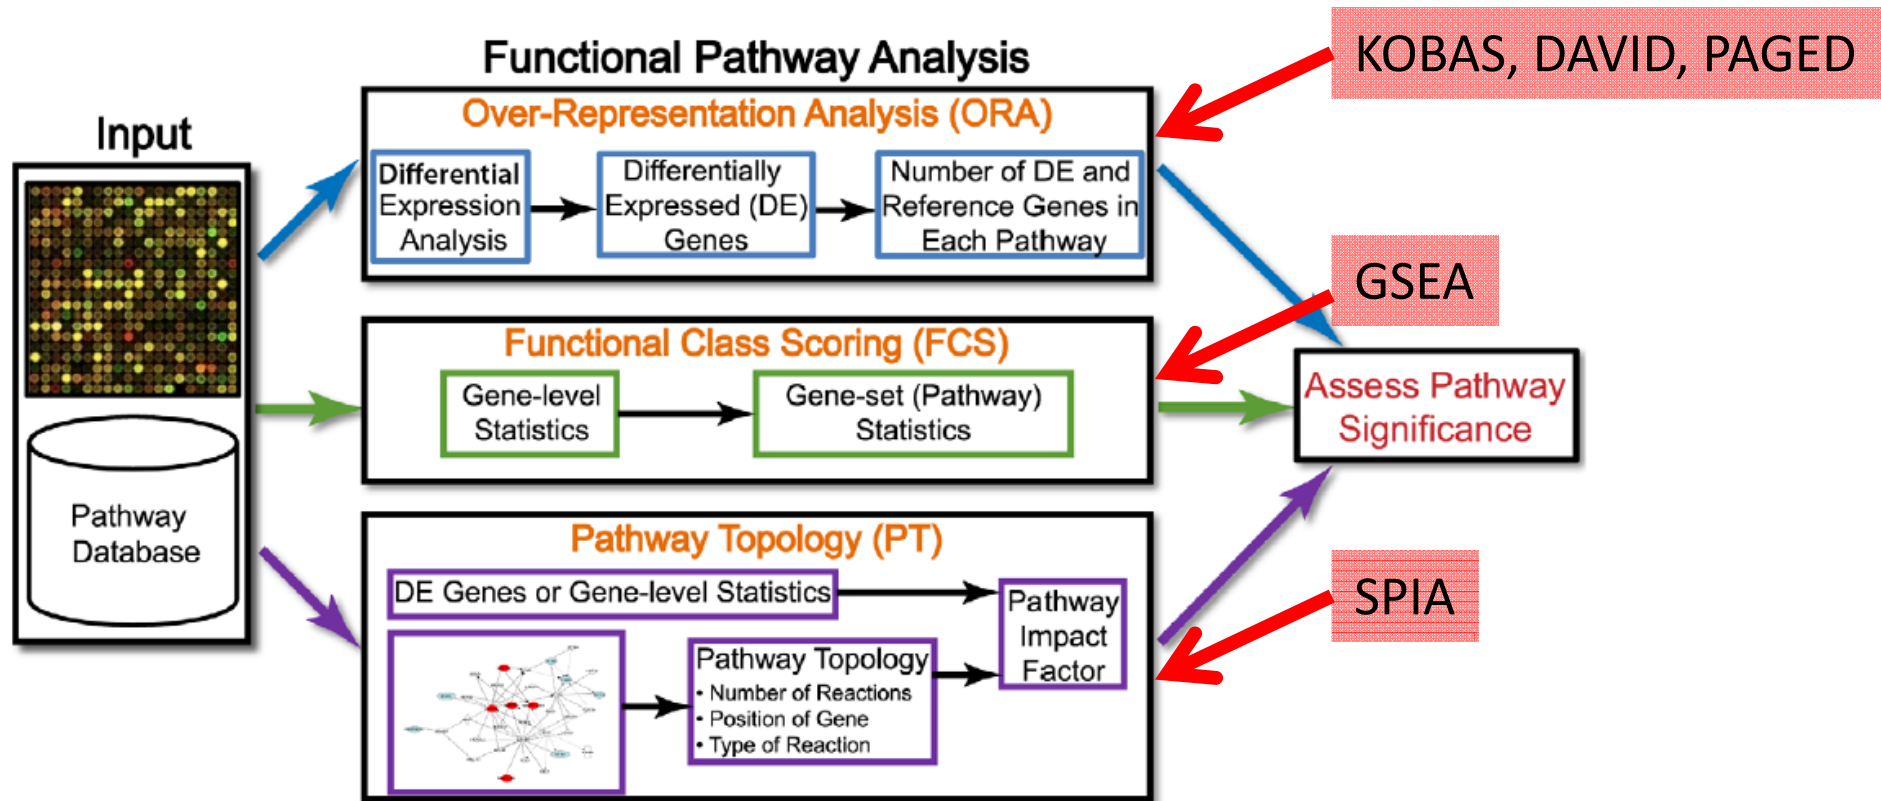 Functional Pathway Analysis
KOBAS, DAVID, PAGED
Input
Over-Representation Analysis (ORA)
Differential
Expression
Analysis
Differentially
Expressed (DE)
Genes
Number of DE and
Reference Genes in
Each Pathway
GSEA
Functional Class Scoring (FCS)
Gene-level
Statistics
Gene-set (Pathway)
Statistics
Assess Pathway
Significance
Pathway
Database
Pathway Topology (PT)
DE Genes or Gene-level Statistics
Pathway
Impact
Factor
SPIA
Pathway Topology
• Number of Reactions
• Position of Gene
• Type of Reaction